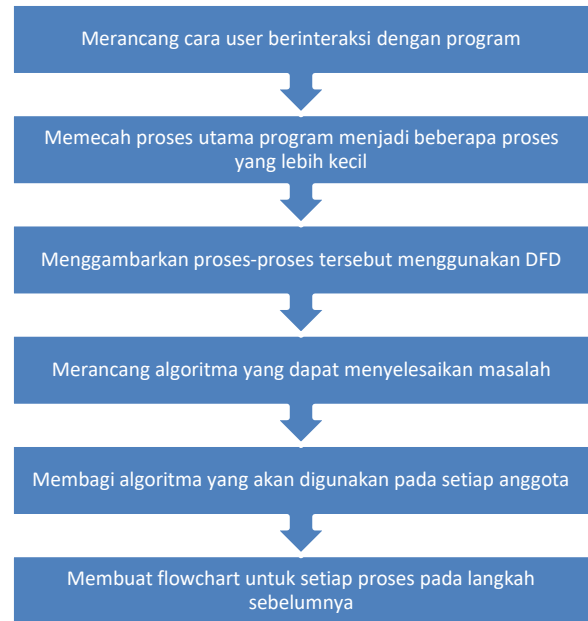 Merancang cara user berinteraksi dengan program
Memecah proses utama program menjadi beberapa proses
yang lebih kecil
Menggambarkan proses-proses tersebut menggunakan DFD
Merancang algoritma yang dapat menyelesaikan masalah
Membagi algoritma yang akan digunakan pada setiap anggota
Membuat flowchart untuk setiap proses pada langkah
sebelumnya